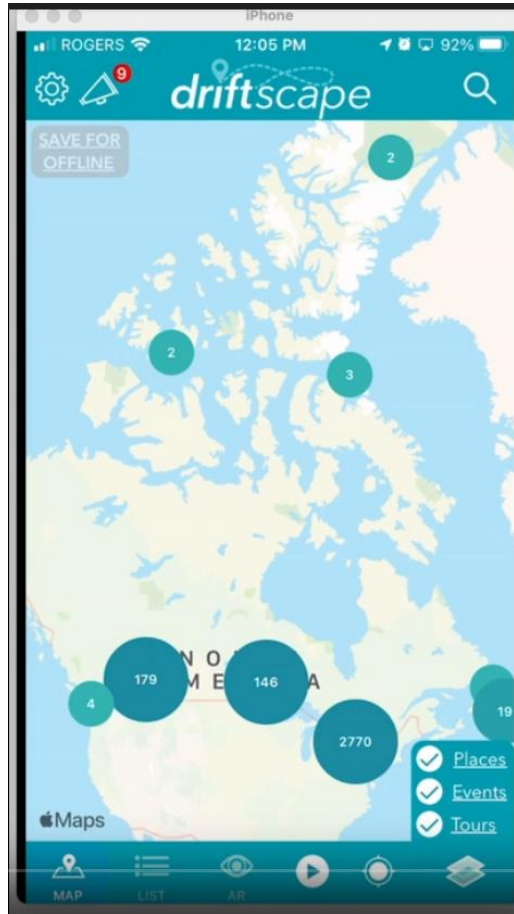 iPhone
ROGERS 12:05 PM 92%
9
driftscape
SAVE FOR
OFFLINE
2
2
3
179
146
4
19
2770
Places
Events
Tours
Maps
MAP LIST AR